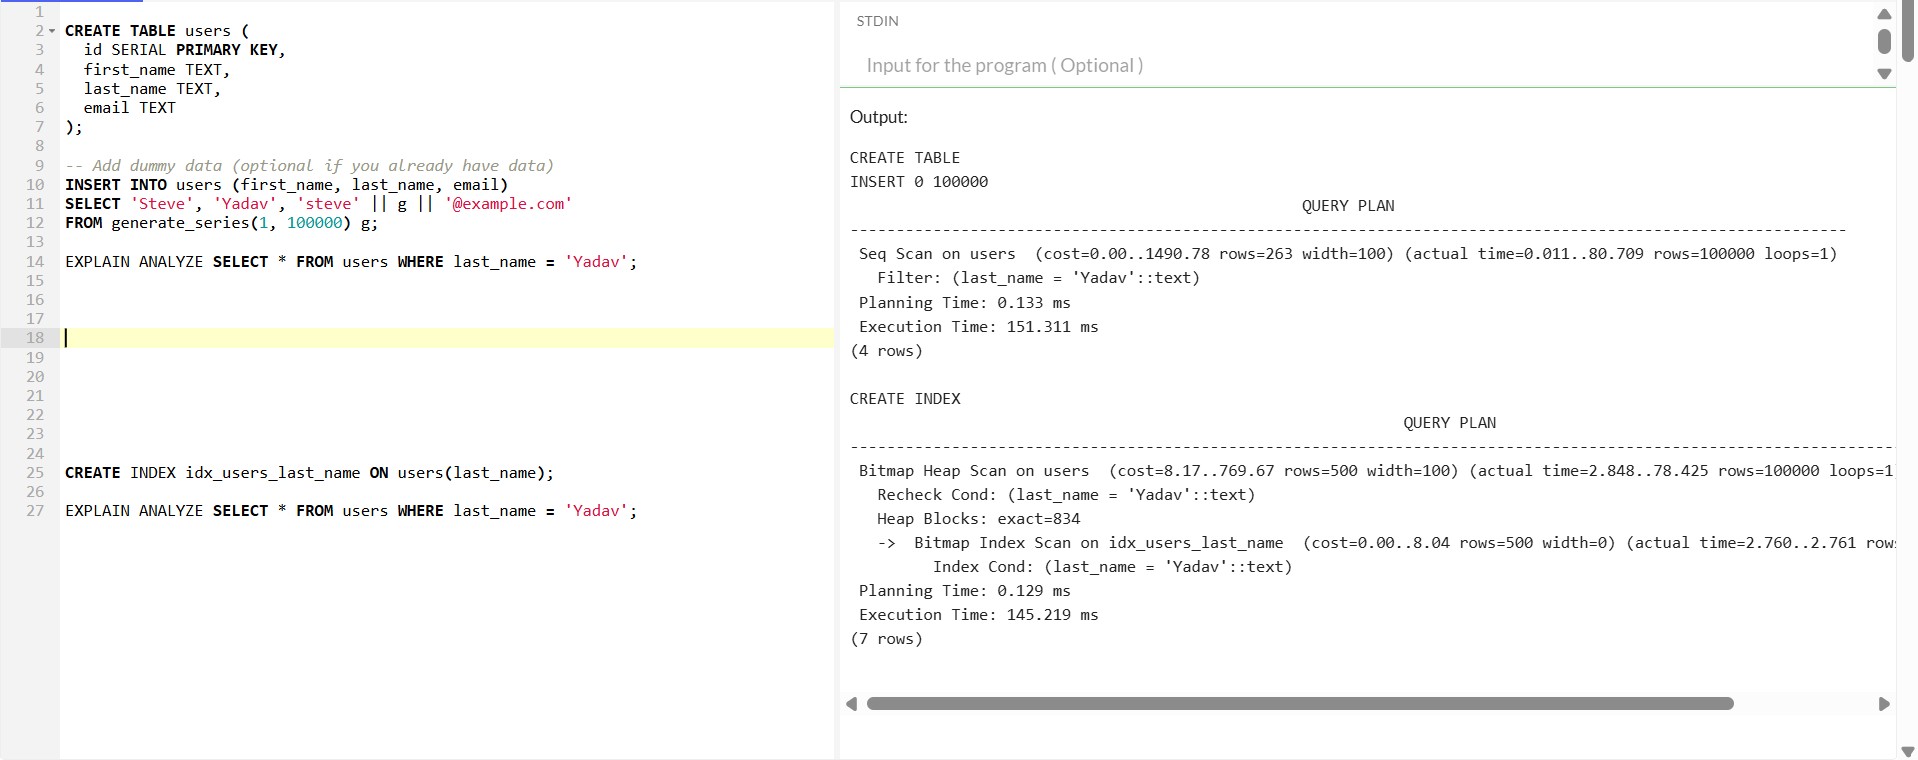 1
2 CREATE TABLE users (
3 id SERIAL PRIMARY KEY,
4 first_name TEXT,
5 last_name TEXT,
6 email TEXT
7 );
8
9 -- Add dummy data (optional if you already have data)
10 INSERT INTO users (first_name, last_name, email)
11 SELECT 'Steve', 'Yadav', 'steve' || g || '@example.com'
12 FROM generate_series(1, 100000) g;
13
14 EXPLAIN ANALYZE SELECT * FROM users WHERE last_name = 'Yadav';
15
16
17
18
19
20
21
22
23
24
25 CREATE INDEX idx_users_last_name ON users(last_name);
26
27 EXPLAIN ANALYZE SELECT * FROM users WHERE last_name = 'Yadav';
STDIN
Input for the program ( Optional )
Output:
CREATE TABLE
INSERT 0 100000
QUERY PLAN
------------------------------------------------------------------------------------------------------------
Seq Scan on users (cost=0.00..1490.78 rows=263 width=100) (actual time=0.011..80.709 rows=100000 loops=1)
Filter: (last_name = 'Yadav'::text)
Planning Time: 0.133 ms
Execution Time: 151.311 ms
(4 rows)
CREATE INDEX
QUERY PLAN
-----------------------------------------------------------------------------------------------------------------
Bitmap Heap Scan on users (cost=8.17..769.67 rows=500 width=100) (actual time=2.848..78.425 rows=100000 loops=1
Recheck Cond: (last_name = 'Yadav'::text)
Heap Blocks: exact=834
-> Bitmap Index Scan on idx_users_last_name (cost=0.00..8.04 rows=500 width=0) (actual time=2.760..2.761 row
Index Cond: (last_name = 'Yadav'::text)
Planning Time: 0.129 ms
Execution Time: 145.219 ms
(7 rows)